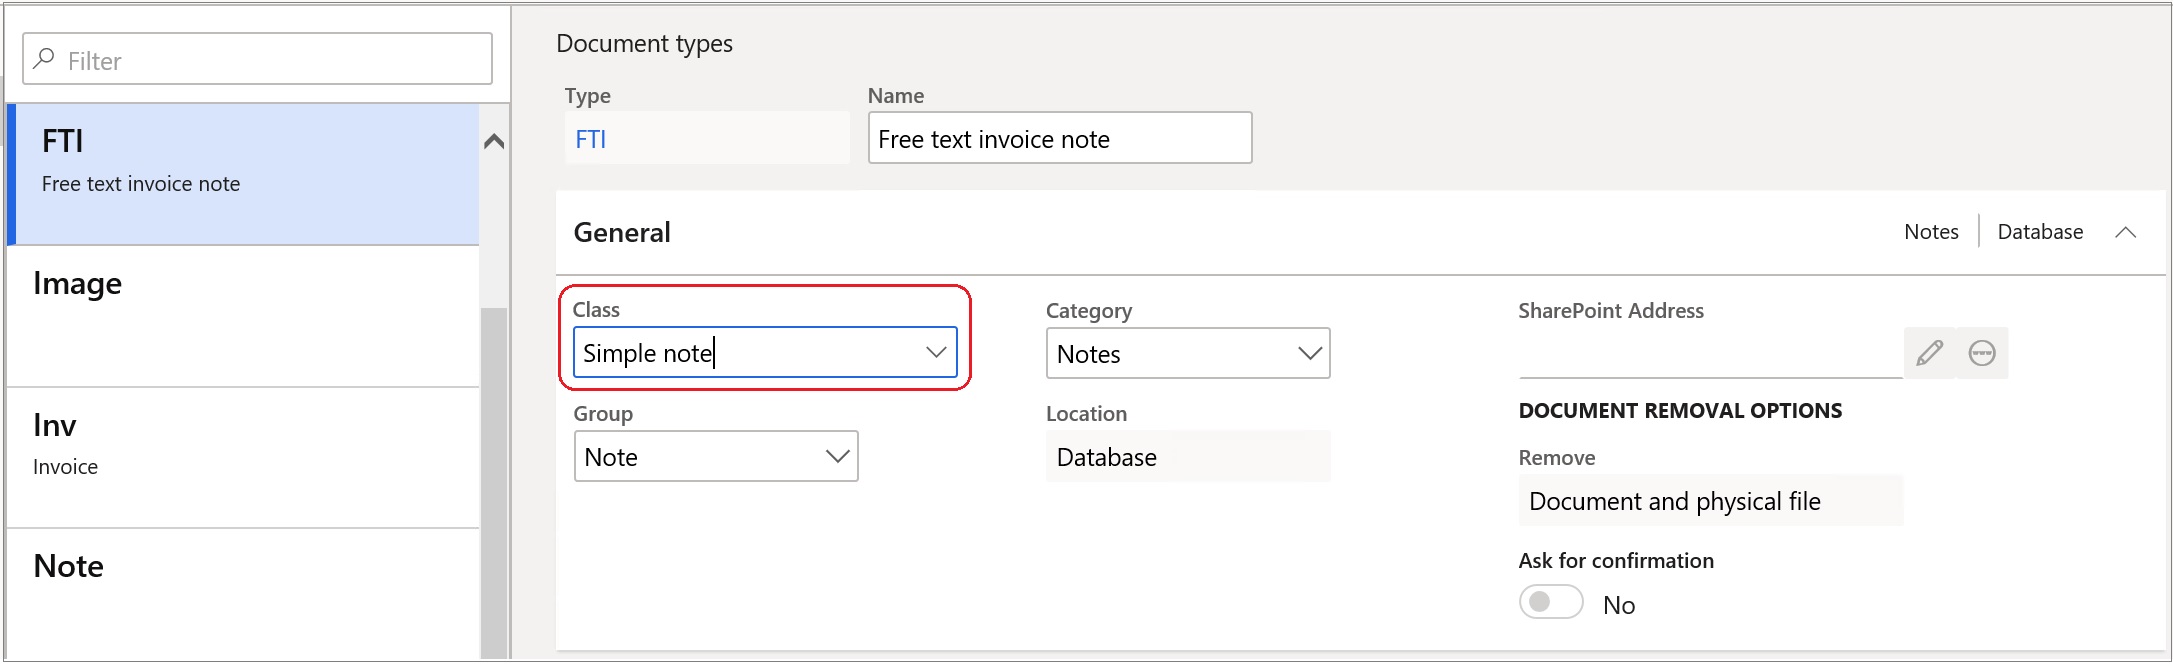 Filter
FTI
Free text invoice note
Image
Inv
Invoice
Note
Document types
Type
Name
FTI
Free text invoice note
General
Notes
Database
Class
Simple note
Category
Notes
SharePoint Address
Group
Note
Location
Database
DOCUMENT REMOVAL OPTIONS
Remove
Document and physical file
Ask for confirmation
No